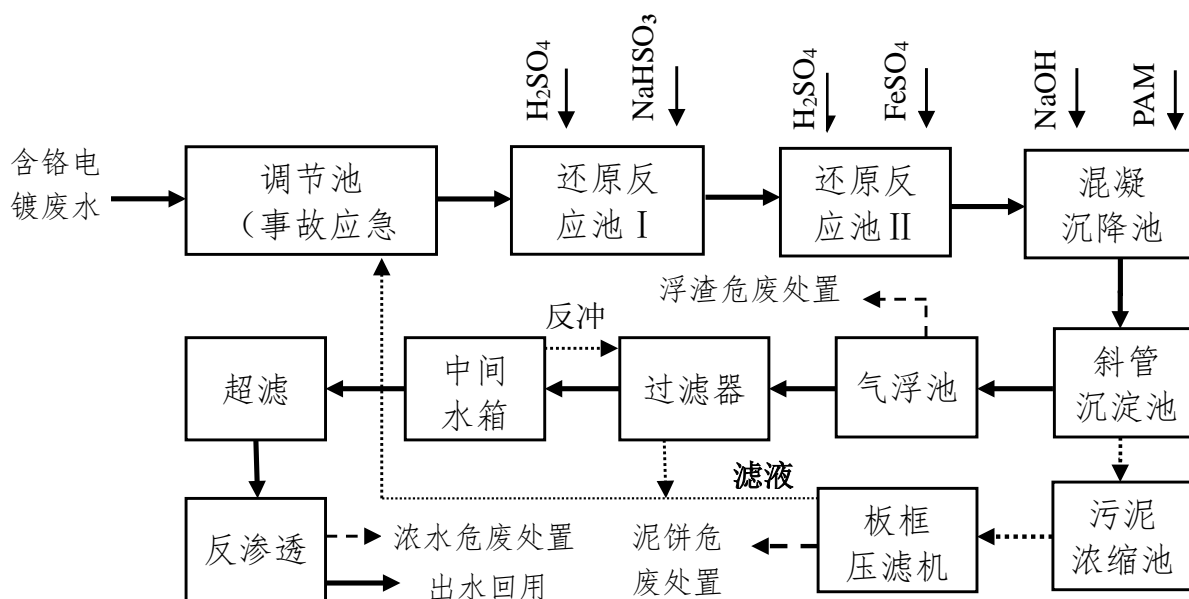 H₂SO₄
NaHSO₃
H₂SO₄
FeSO₄
NaOH
PAM
含铬电
镀废水
调节池
（事故应急
还原反
应池Ⅰ
还原反
应池Ⅱ
混凝
沉降池
浮渣危废处置
反冲
超滤
中间
水箱
过滤器
气浮池
斜管
沉淀池
滤液
反渗透
浓水危废处置
出水回用
泥饼危
废处置
板框
压滤机
污泥
浓缩池